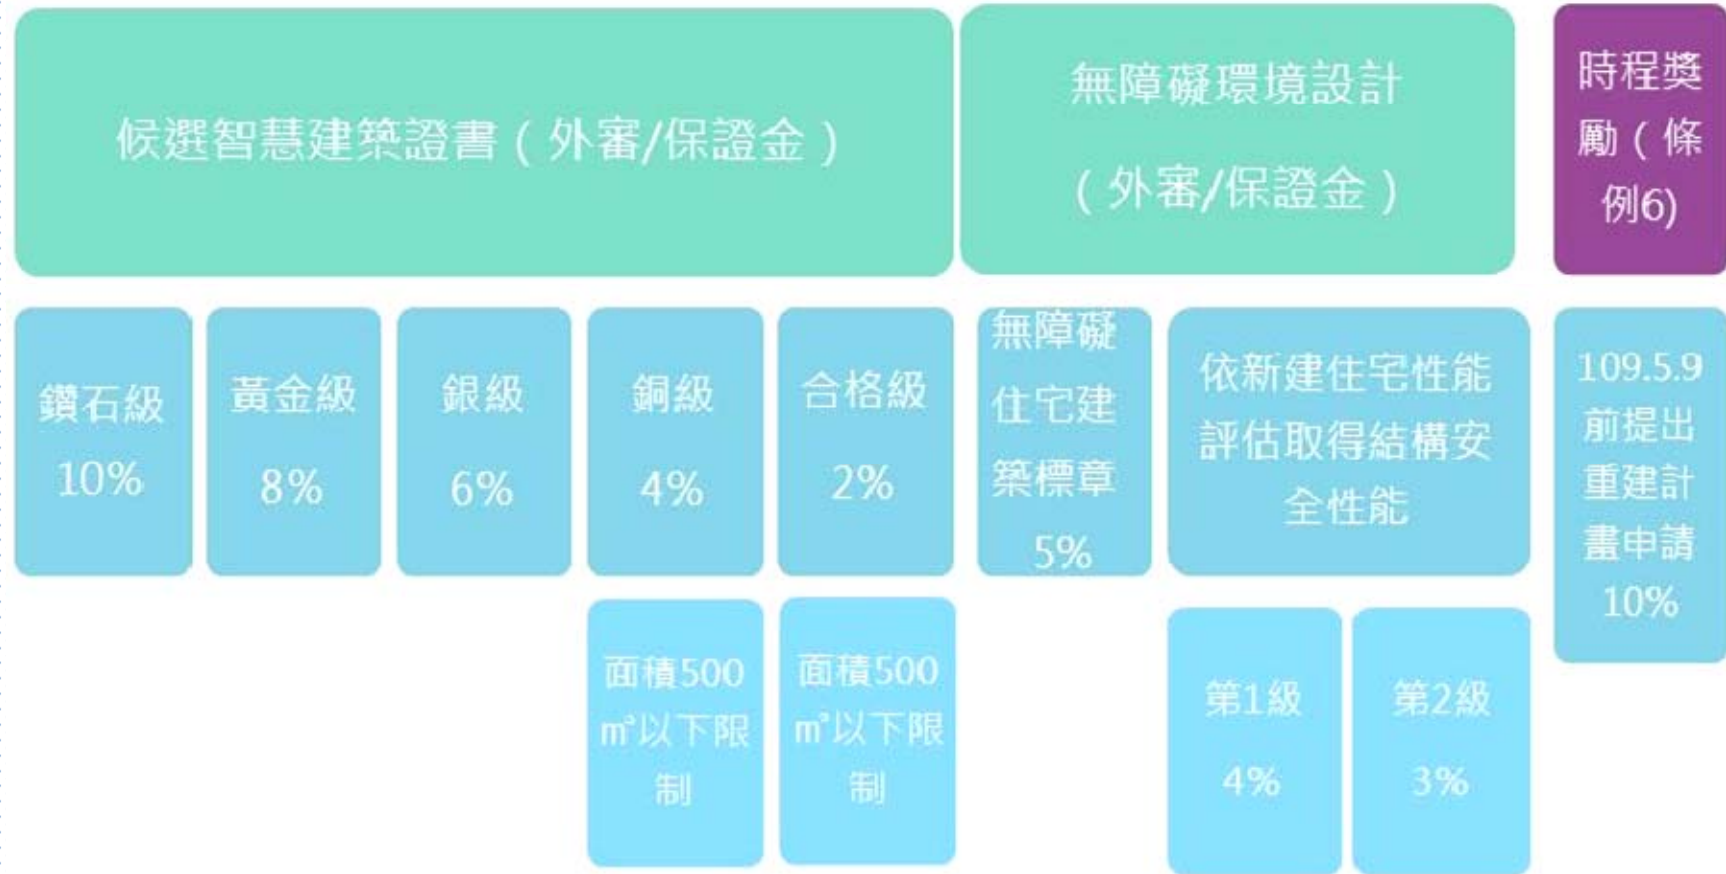 候選智慧建築證書（外審/保證金）
無障礙環境設計
（外審/保證金）
時程獎
勵（條
例6)
鑽石級
10%
黃金級
8%
銀級
6%
銅級
4%
合格級
2%
無障礙
住宅建
築標章
5%
依新建住宅性能
評估取得結構安
全性能
109.5.9
前提出
重建計
畫申請
10%
面積500
㎡以下限
制
面積500
㎡以下限
制
第1級
4%
第2級
3%